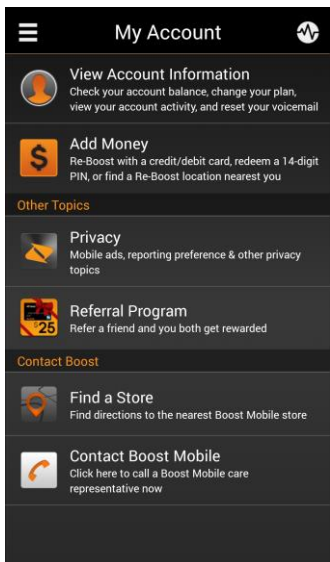 My Account
View Account Information
Check your account balance, change your plan,
view your account activity, and reset your voicemail
$
Add Money
Re-Boost with a credit/debit card, redeem a 14-digit
PIN, or find a Re-Boost location nearest you
Other Topics
Privacy
Mobile ads, reporting preference & other privacy
topics
$25
Referral Program
Refer a friend and you both get rewarded
Contact Boost
Find a Store
Find directions to the nearest Boost Mobile store
Contact Boost Mobile
Click here to call a Boost Mobile care
representative now